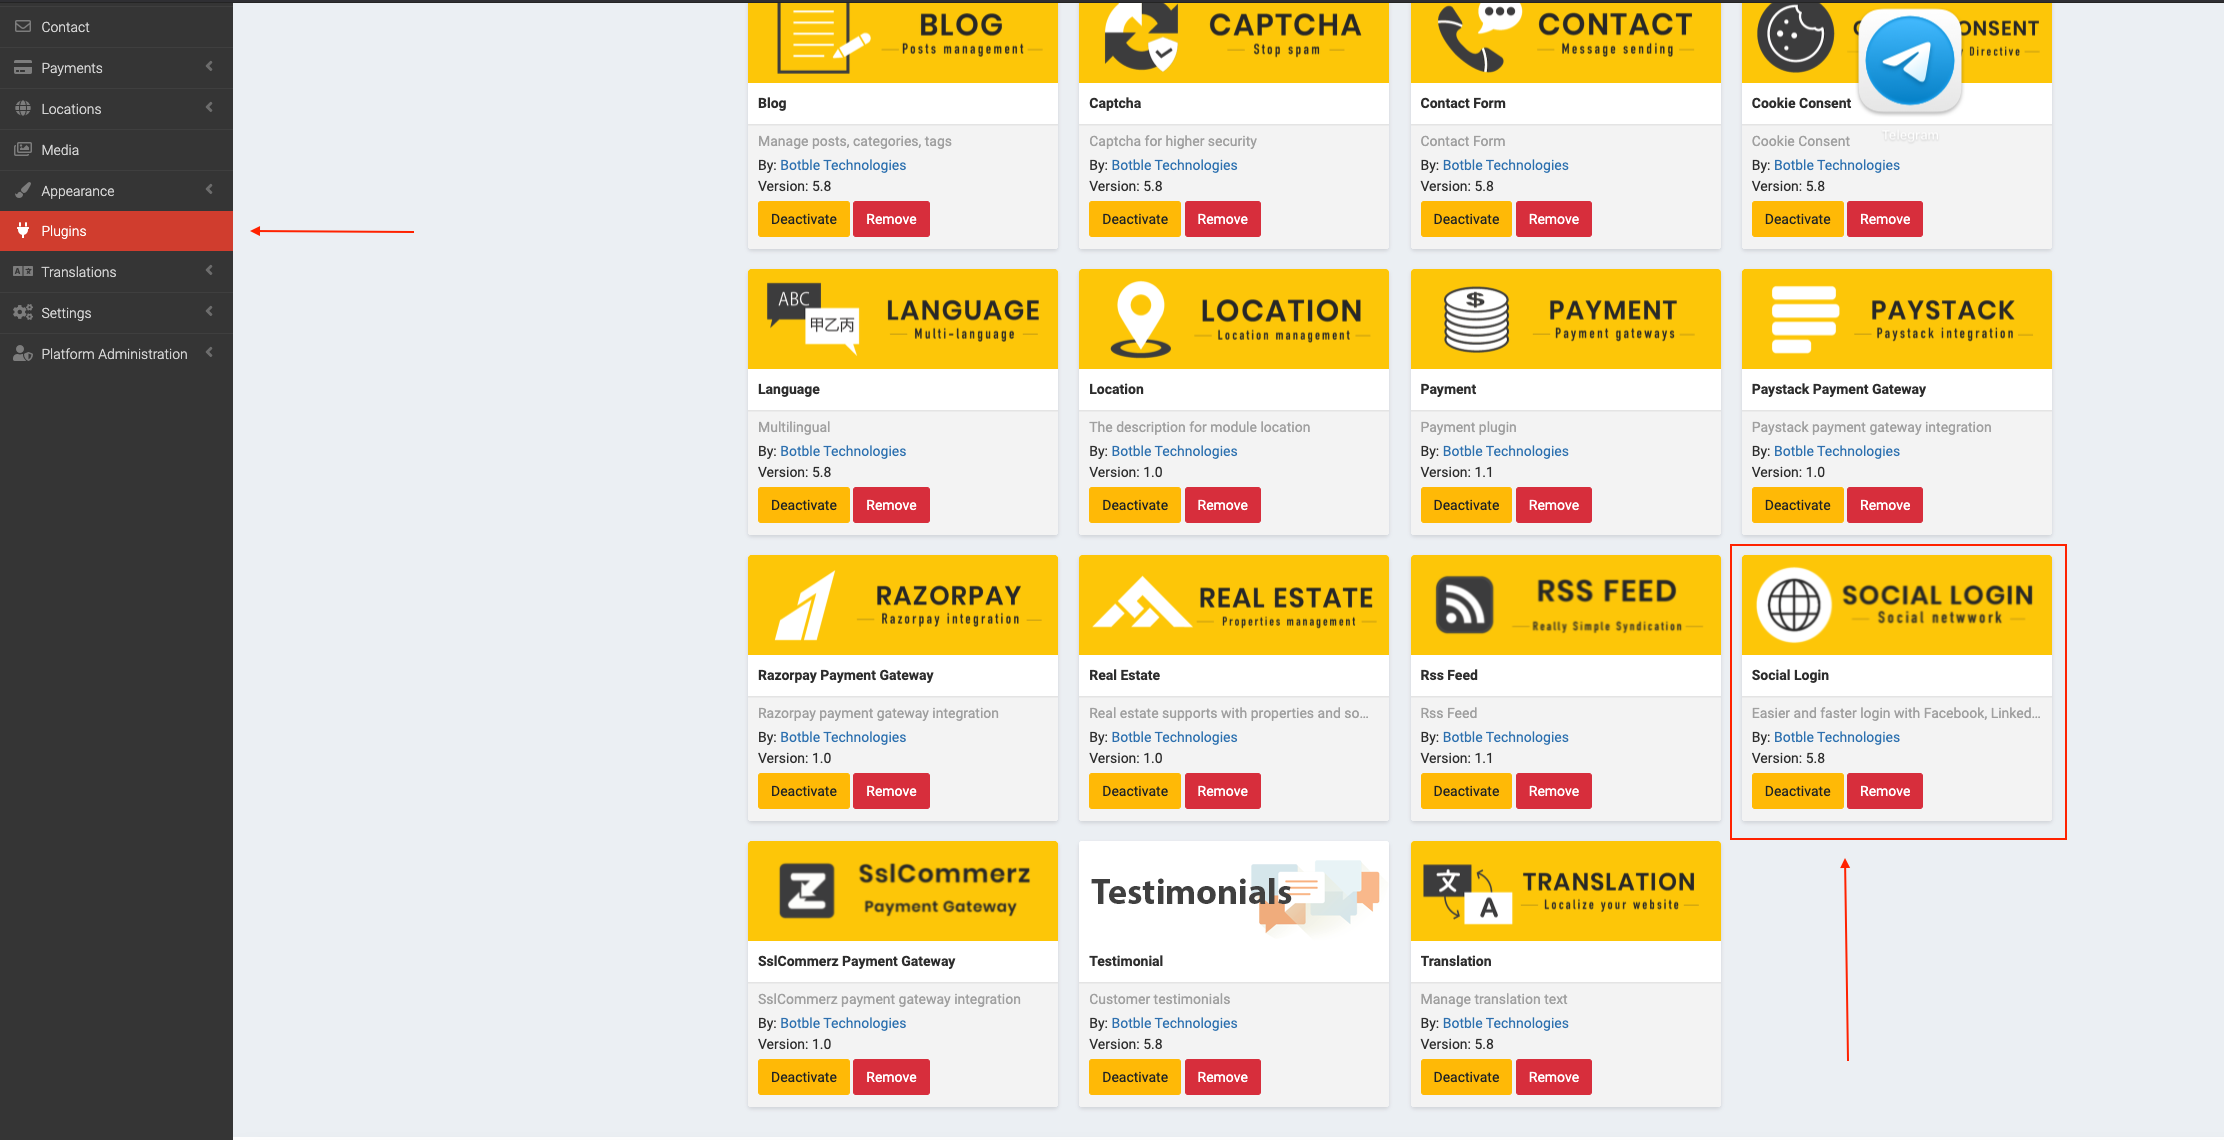 Contact
Payments
Locations
Media
Appearance
Plugins
Translations
Settings
Platform Administration
BLOG
Posts management
Blog
Manage posts, categories, tags
By: Botble Technologies
Version: 5.8
Deactivate Remove
CAPTCHA
Stop spam
Captcha
Captcha for higher security
By: Botble Technologies
Version: 5.8
Deactivate Remove
CONTACT
Message sending
Contact Form
Contact Form
By: Botble Technologies
Version: 5.8
Deactivate Remove
Directive
Cookie Consent
Telegram
Cookie Consent
By: Botble Technologies
Version: 5.8
Deactivate Remove
ABC
甲乙丙
LANGUAGE
Multi-language
Language
Multilingual
By: Botble Technologies
Version: 5.8
Deactivate Remove
LOCATION
Location management
Location
The description for module location
By: Botble Technologies
Version: 1.0
Deactivate Remove
$
PAYMENT
Payment gateways
Payment
Payment plugin
By: Botble Technologies
Version: 1.1
Deactivate Remove
PAYSTACK
Paystack integration
Paystack Payment Gateway
Paystack payment gateway integration
By: Botble Technologies
Version: 1.0
Deactivate Remove
RAZORPAY
Razorpay integration
Razorpay Payment Gateway
Razorpay payment gateway integration
By: Botble Technologies
Version: 1.0
Deactivate Remove
REAL ESTATE
Properties management
Real Estate
Real estate supports with properties and so...
By: Botble Technologies
Version: 1.0
Deactivate Remove
RSS FEED
Really Simple Syndication
Rss Feed
Rss Feed
By: Botble Technologies
Version: 1.1
Deactivate Remove
SOCIAL LOGIN
Social netwwork
Social Login
Easier and faster login with Facebook, Linked...
By: Botble Technologies
Version: 5.8
Deactivate Remove
SslCommerz
Payment Gateway
SslCommerz Payment Gateway
SslCommerz payment gateway integration
By: Botble Technologies
Version: 1.0
Deactivate Remove
Testimonials
Testimonial
Customer testimonials
By: Botble Technologies
Version: 5.8
Deactivate Remove
文
A
TRANSLATION
Localize your website
Translation
Manage translation text
By: Botble Technologies
Version: 5.8
Deactivate Remove